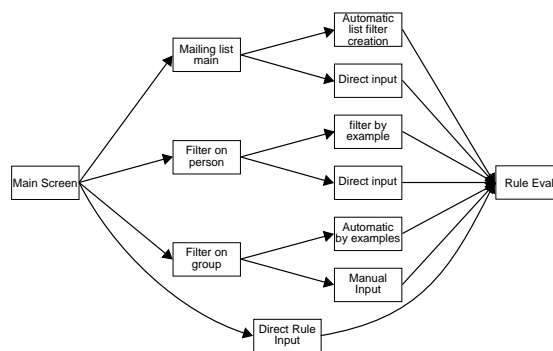 Automatic
list filter
creation
Mailing list
main
Direct input
filter by
example
Filter on
person
Main Screen
Direct input
Rule Eval
Automatic
by examples
Filter on
group
Manual
Input
Direct Rule
Input